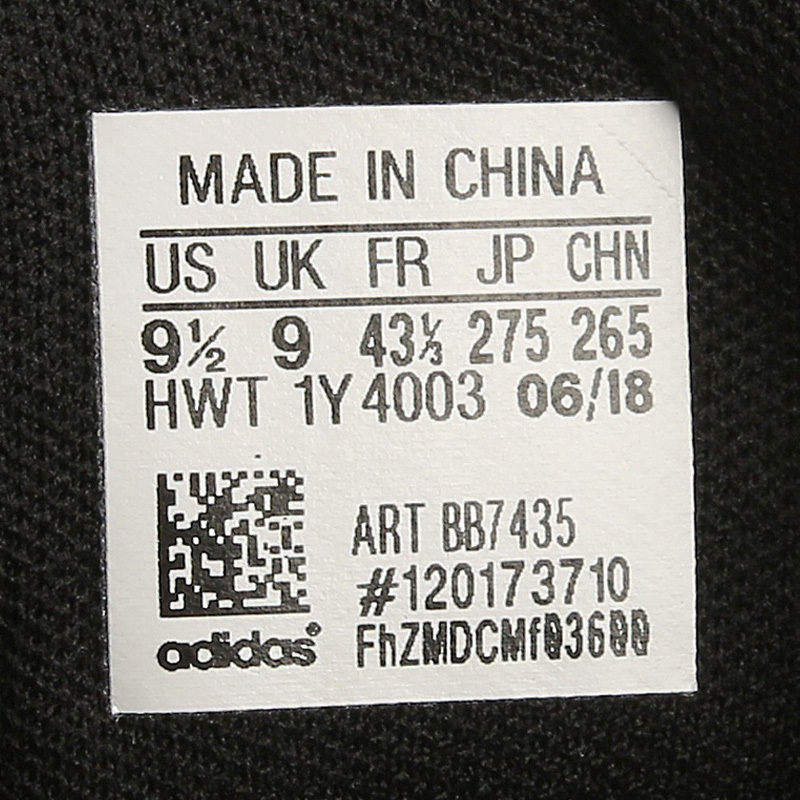 MADE IN CHINA
US UK FR JP CHN
9½ 9 43⅓ 275 265
HWT 1Y4003 06/18
ART BB7435
#120173710
FhZMDCMf03600
adidas®